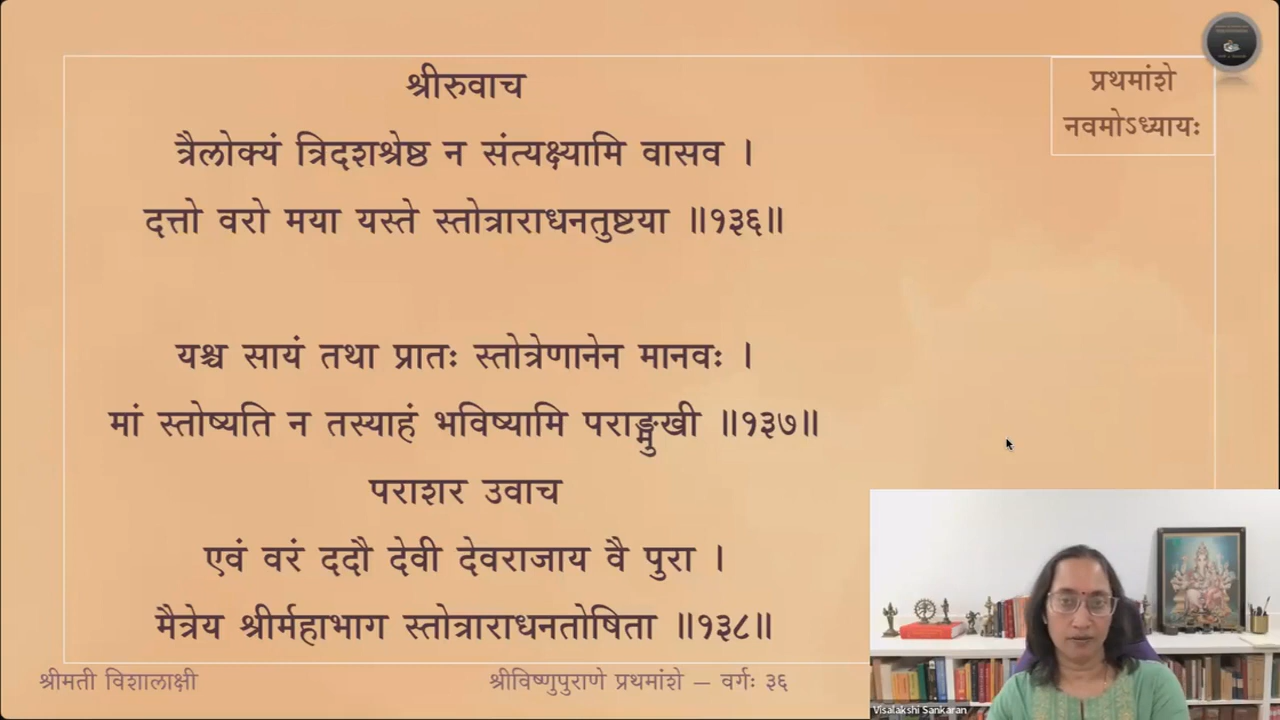 श्रीरुवाच
त्रैलोक्यं त्रिदशश्रेष्ठ न संत्यक्ष्यामि वासव ।
दत्तो वरो मया यस्ते स्तोत्राराधनतुष्टया ॥१३६॥
यश्च सायं तथा प्रातः स्तोत्रेणानेन मानवः ।
मां स्तोष्यति न तस्याहं भविष्यामि पराङ्मुखी ॥१३७॥
पराशर उवाच
एवं वरं ददौ देवी देवराजाय वै पुरा ।
मैत्रेय श्रीर्महाभाग स्तोत्राराधनतोषिता ॥१३८॥
प्रथमांशे
नवमोऽध्यायः
श्रीमती विशालाक्षी
श्रीविष्णुपुराणे प्रथमांशे – वर्गः ३६
Visalakshi Sankaran